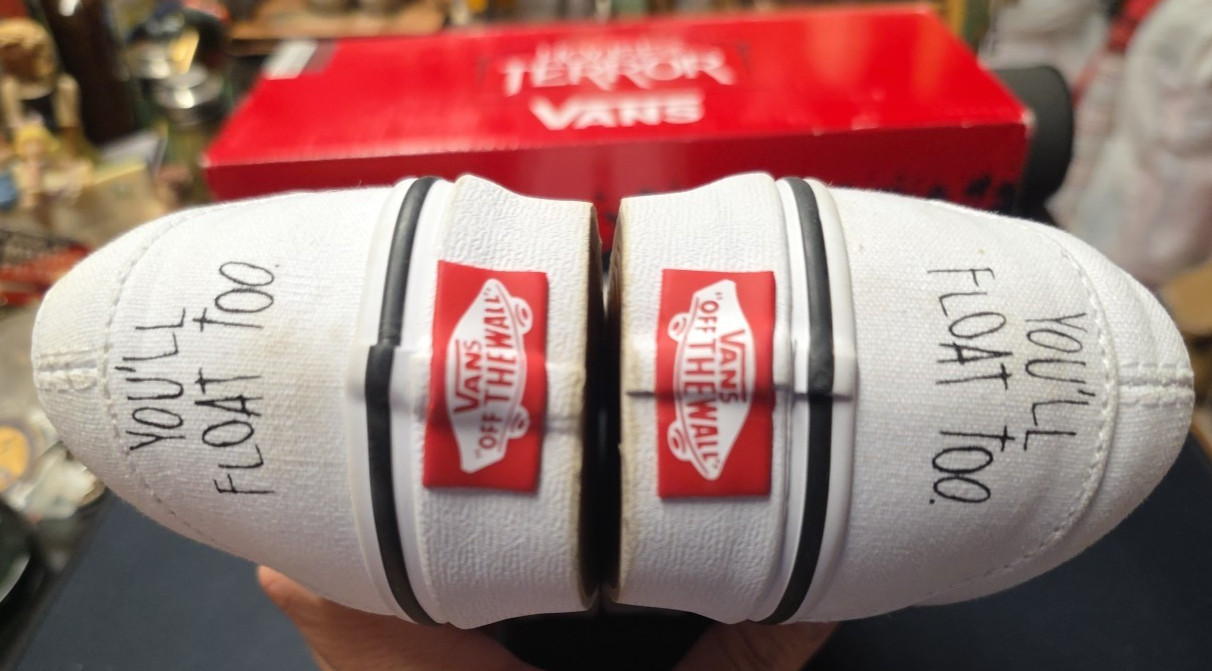 TERROR
VANS
YOU'LL
FLOAT TOO.
VANS
"OFF THE WALL"
VANS
"OFF THE WALL"
YOU'LL
FLOAT TOO.